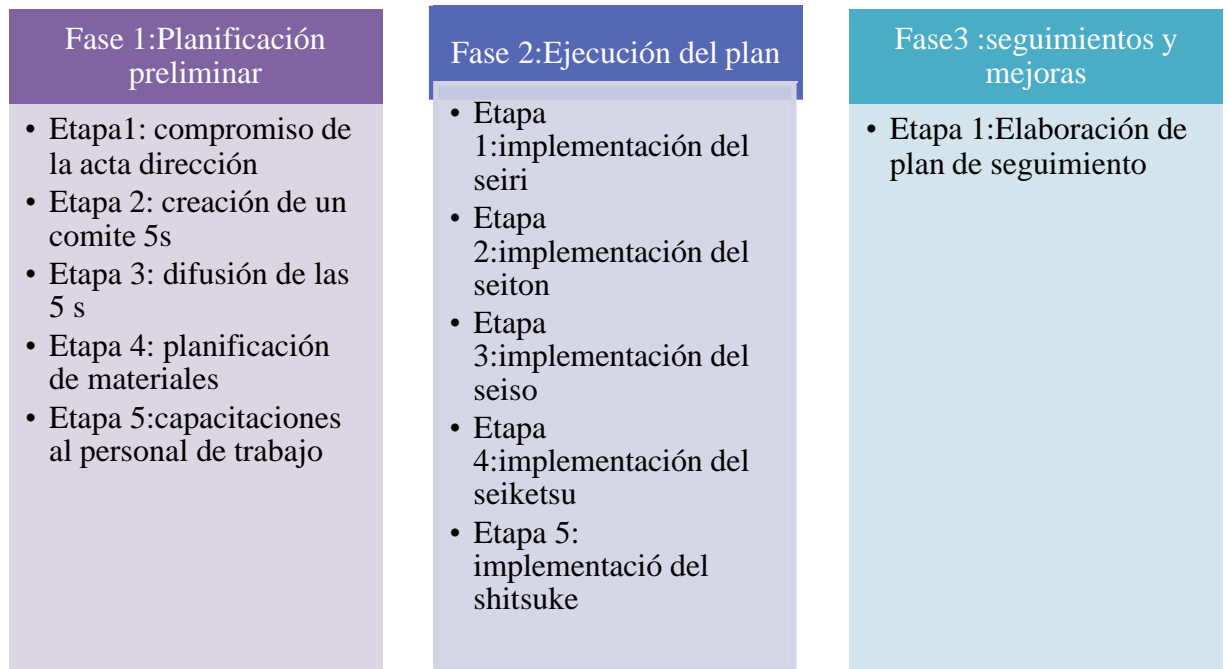 Fase 1:Planificación
preliminar
• Etapa1: compromiso de
la acta dirección
• Etapa 2: creación de un
comite 5s
• Etapa 3: difusión de las
5 s
• Etapa 4: planificación
de materiales
• Etapa 5:capacitaciones
al personal de trabajo
Fase 2:Ejecución del plan
• Etapa
1:implementación del
seiri
• Etapa
2:implementación del
seiton
• Etapa
3:implementación del
seiso
• Etapa
4:implementación del
seiketsu
• Etapa 5:
implementació del
shitsuke
Fase3 :seguimientos y
mejoras
• Etapa 1:Elaboración de
plan de seguimiento